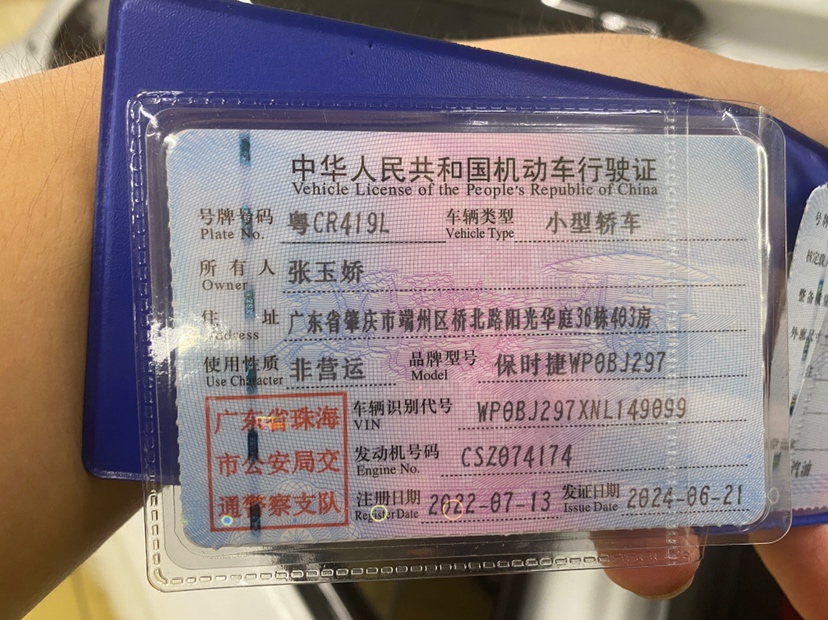 中华人民共和国机动车行驶证
Vehicle License of the People's Republic of China
号牌号码 粤CR419L 车辆类型 小型轿车
Plate No. Vehicle Type
所有人 张玉娇
Owner
住址 广东省肇庆市端州区桥北路阳光华庭36栋403房
Address
使用性质 非营运 品牌型号 保时捷WP0BJ297
Use Character Model
广东省珠海
市公安局交
通警察支队
车辆识别代号 WP0BJ297XNL149099
VIN
发动机号码 CSZ074174
Engine No.
注册日期 2022-07-13 发证日期 2024-06-21
Register Date Issue Date
汽油